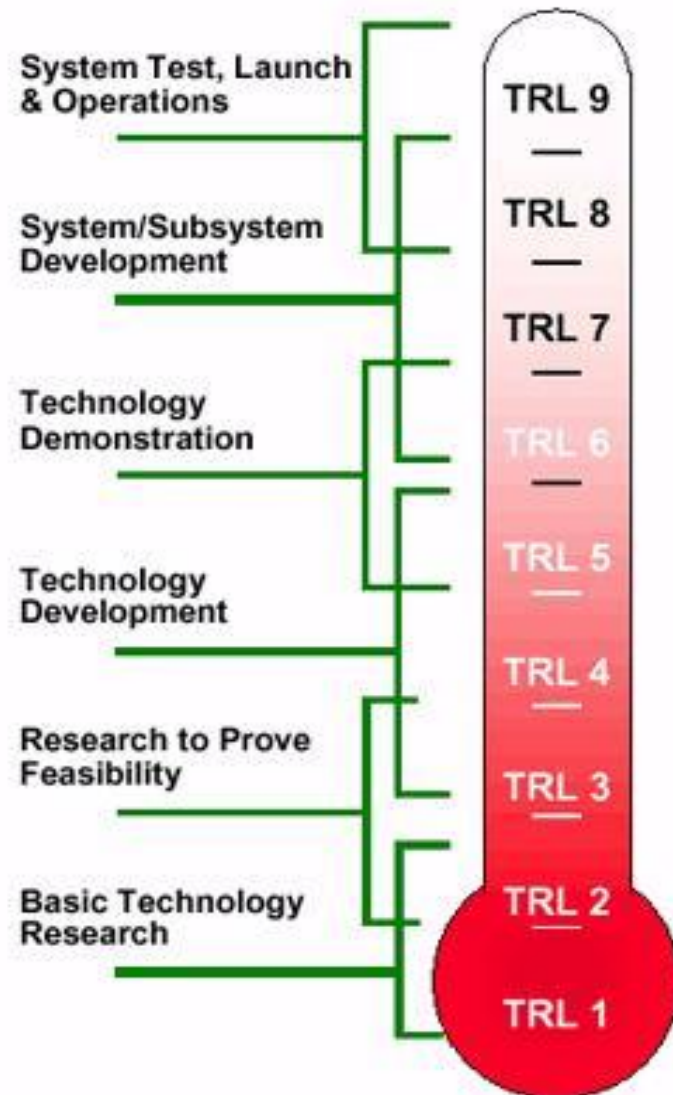 System Test, Launch
& Operations
System/Subsystem
Development
Technology
Demonstration
Technology
Development
Research to Prove
Feasibility
Basic Technology
Research
TRL 9
TRL 8
TRL 7
TRL 6
TRL 5
TRL 4
TRL 3
TRL 2
TRL 1